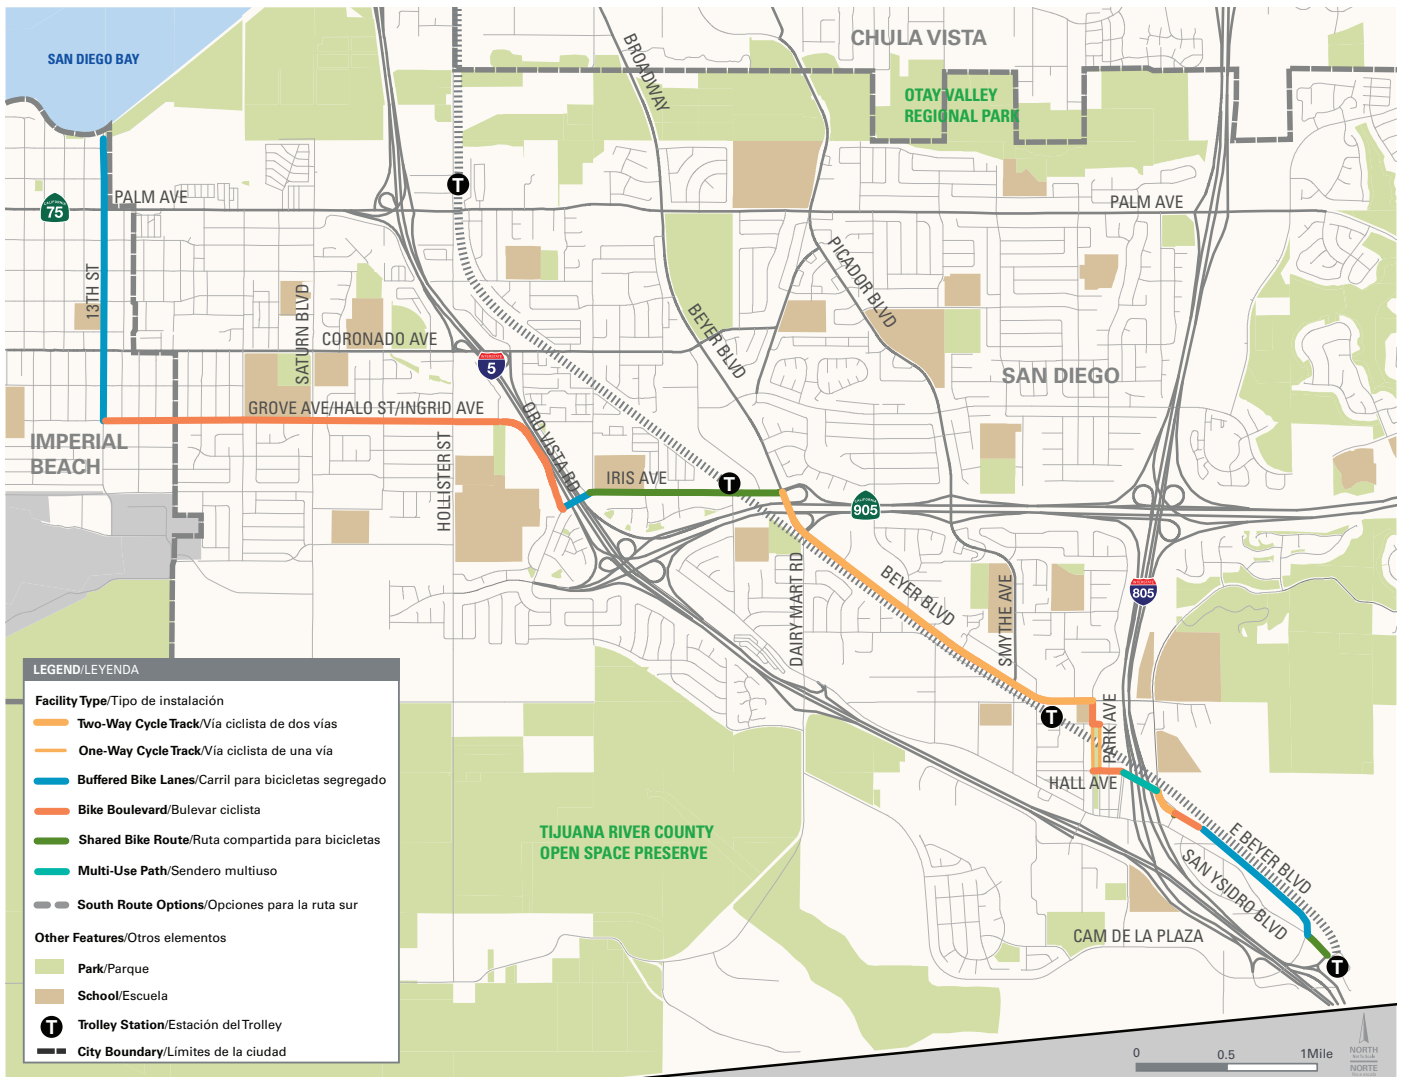 SAN DIEGO BAY
CHULA VISTA
BROADWAY
OTAY VALLEY
REGIONAL PARK
T
PALM AVE
PALM AVE
CALIFORNIA
75
13TH ST
SATURN BLVD
CORONADO AVE
PICADOR BLVD
BEYER BLVD
INTERSTATE
5
SAN DIEGO
GROVE AVE/HALO ST/INGRID AVE
ORO VISTA RD
IMPERIAL
BEACH
HOLLISTER ST
IRIS AVE
T
CALIFORNIA
905
DAIRY MART RD
BEYER BLVD
SMYTHE AVE
INTERSTATE
805
T
PARK AVE
HALL AVE
E BEYER BLVD
SAN YSIDRO BLVD
CAM DE LA PLAZA
T
TIJUANA RIVER COUNTY
OPEN SPACE PRESERVE
LEGEND/LEYENDA
Facility Type/Tipo de instalación
Two-Way Cycle Track/Vía ciclista de dos vías
One-Way Cycle Track/Vía ciclista de una vía
Buffered Bike Lanes/Carril para bicicletas segregado
Bike Boulevard/Bulevar ciclista
Shared Bike Route/Ruta compartida para bicicletas
Multi-Use Path/Sendero multiuso
South Route Options/Opciones para la ruta sur
Other Features/Otros elementos
Park/Parque
School/Escuela
T Trolley Station/Estación del Trolley
City Boundary/Límites de la ciudad
0 0.5 1Mile
NORTH
NORTE